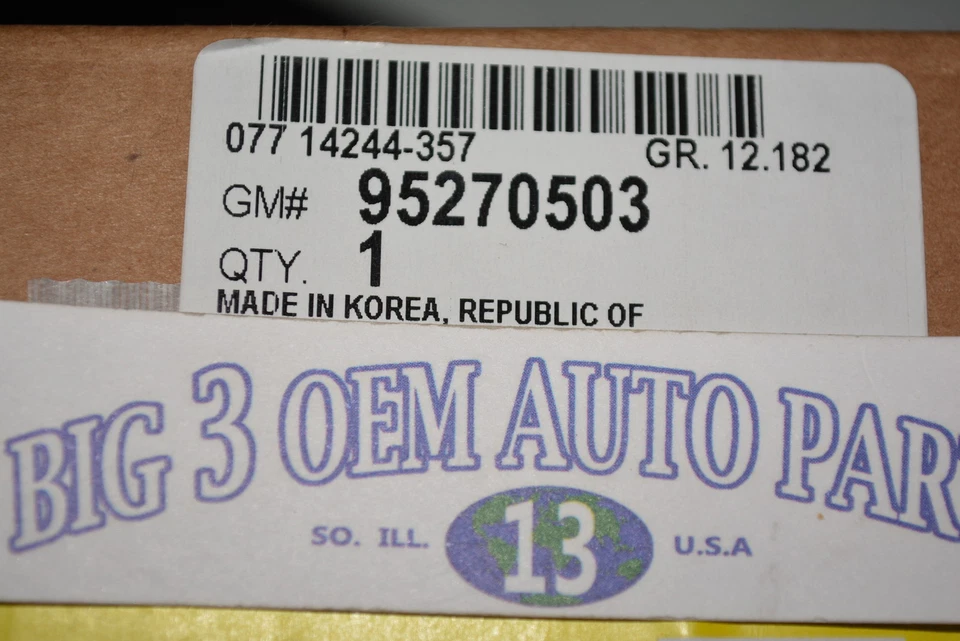 077 14244-357 GR. 12.182
GM# 95270503
QTY. 1
MADE IN KOREA, REPUBLIC OF
BIG 3 OEM AUTO PAR
SO. ILL. 13 U.S.A